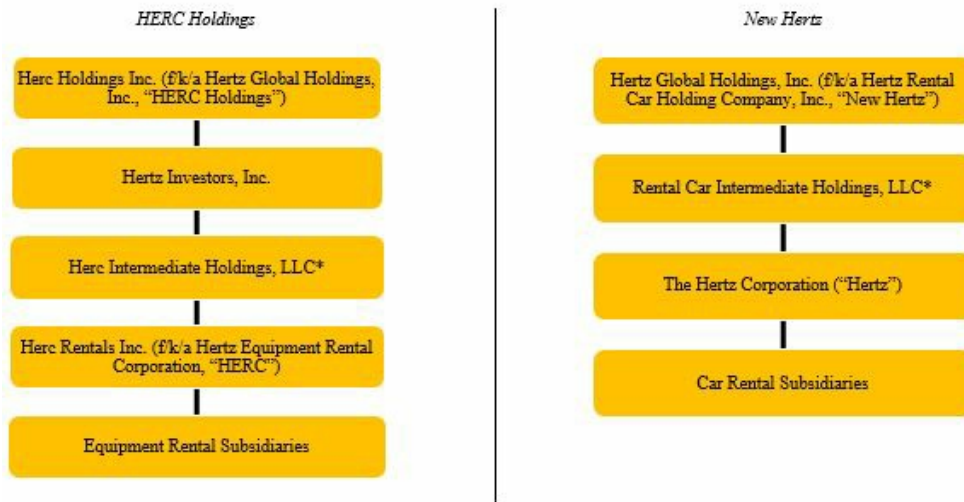 HERC Holdings
Herc Holdings Inc. (f/k/a Hertz Global Holdings,
Inc., “HERC Holdings”)
Hertz Investors, Inc.
Herc Intermediate Holdings, LLC*
Herc Rentals Inc. (f/k/a Hertz Equipment Rental
Corporation, “HERC”)
Equipment Rental Subsidiaries
New Hertz
Hertz Global Holdings, Inc. (f/k/a Hertz Rental
Car Holding Company, Inc., “New Hertz”)
Rental Car Intermediate Holdings, LLC*
The Hertz Corporation (“Hertz”)
Car Rental Subsidiaries